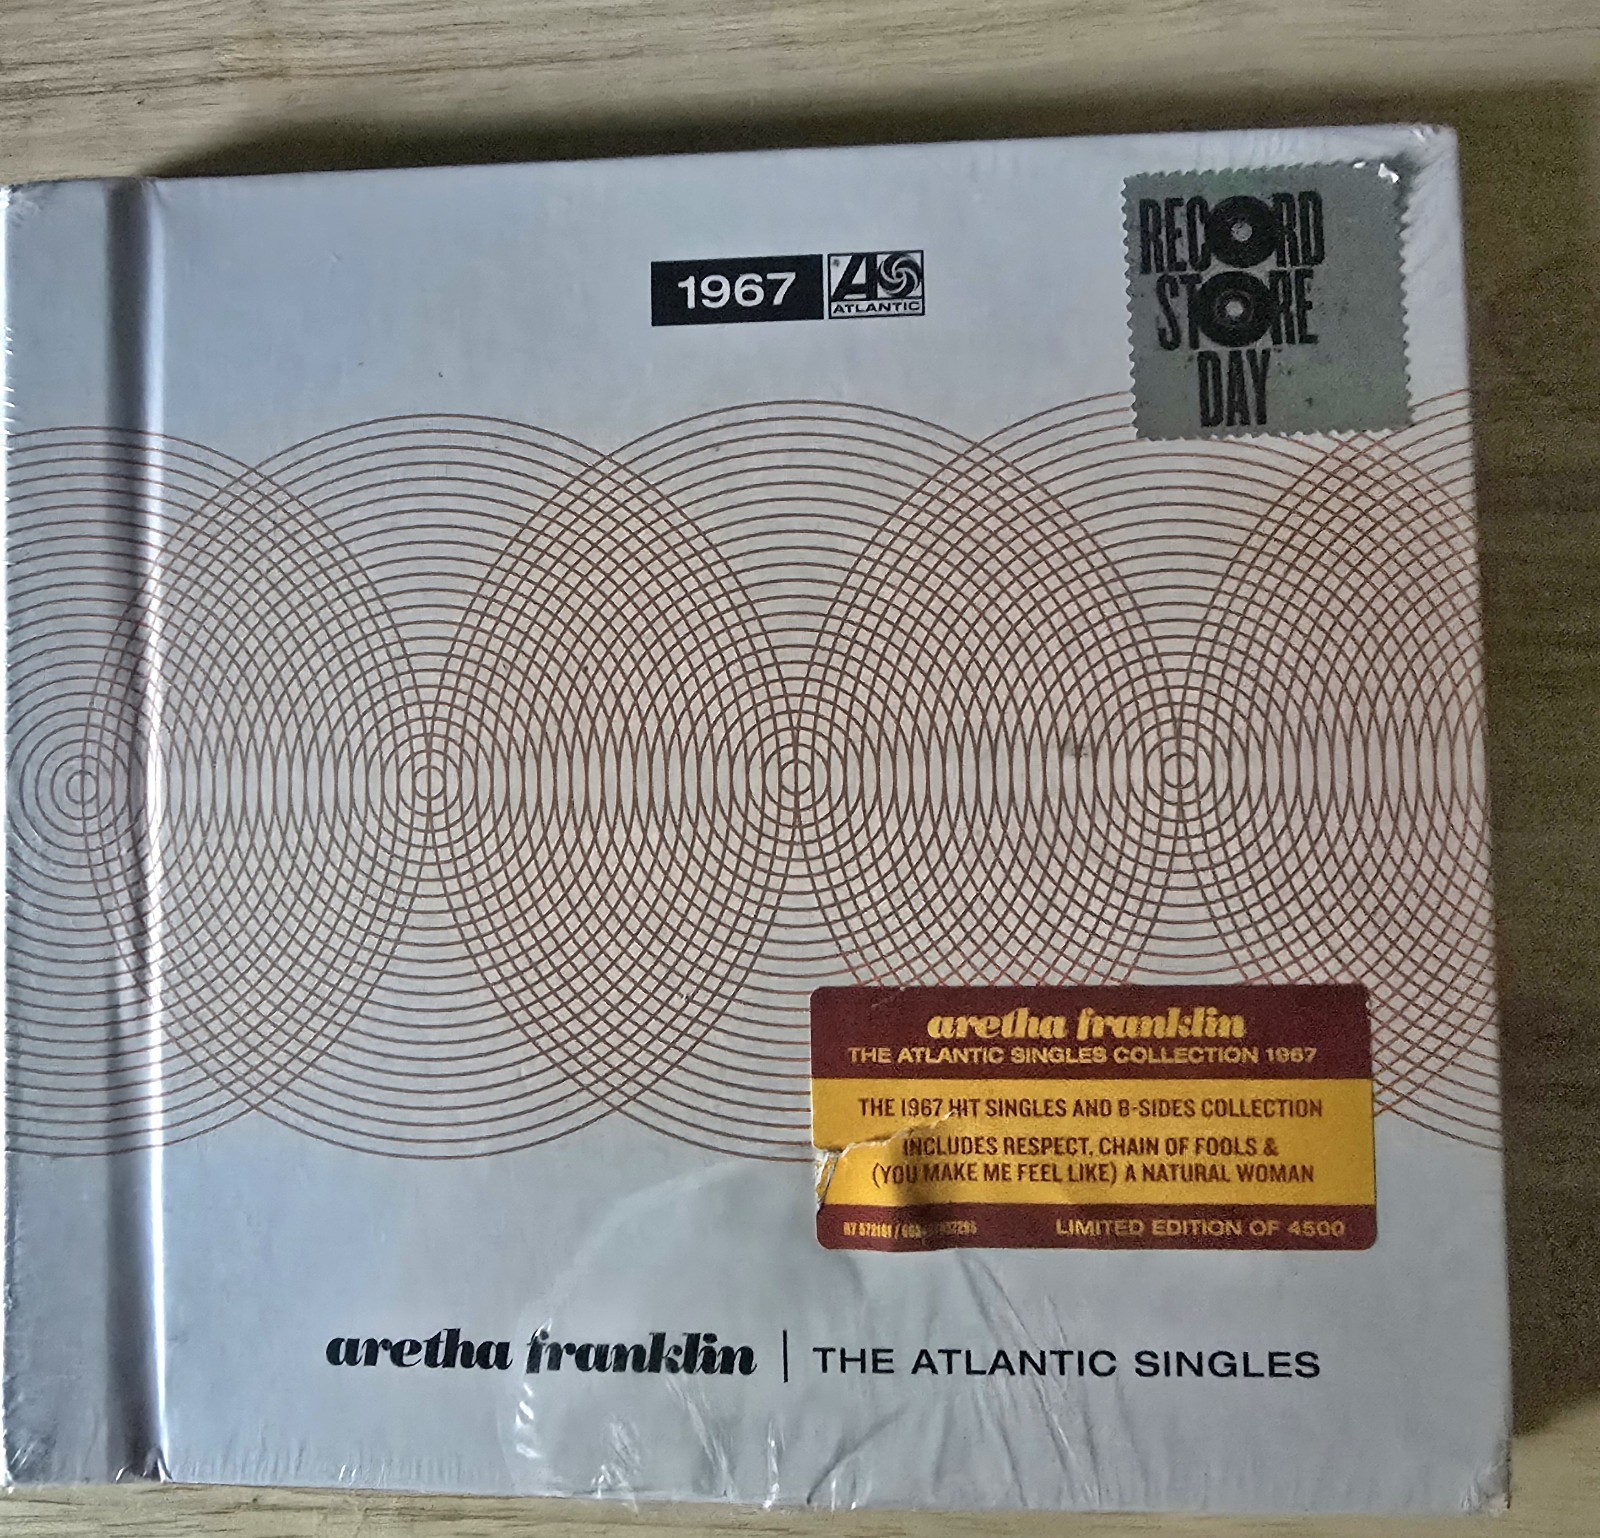 1967
ATLANTIC
RECORD
STORE
DAY
aretha franklin
THE ATLANTIC SINGLES COLLECTION 1967
THE 1967 HIT SINGLES AND B-SIDES COLLECTION
INCLUDES RESPECT, CHAIN OF FOOLS &
(YOU MAKE ME FEEL LIKE) A NATURAL WOMAN
LIMITED EDITION OF 4500
aretha franklin | THE ATLANTIC SINGLES